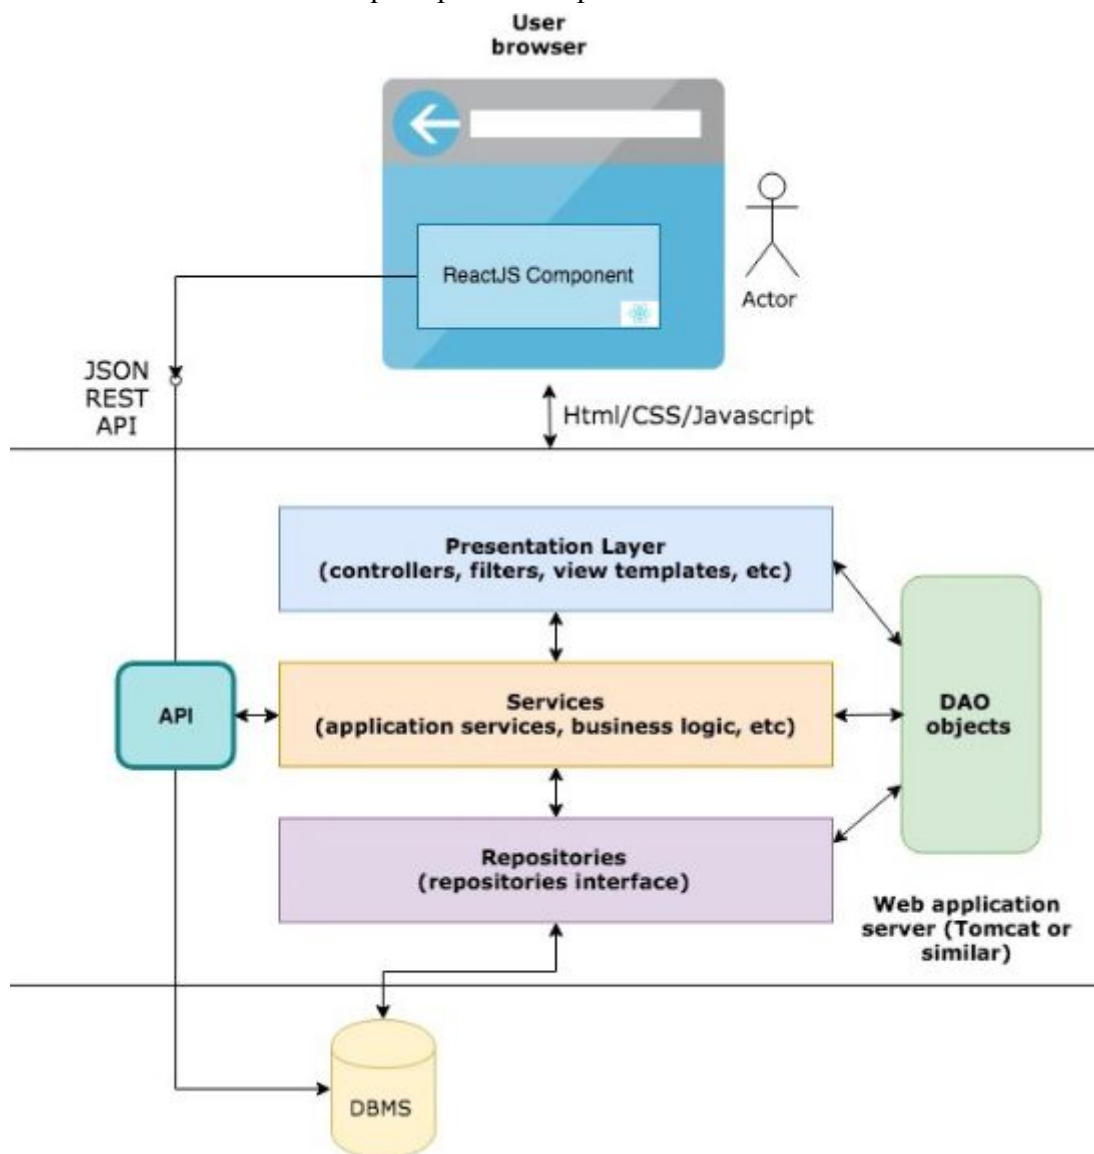 User
browser
ReactJS Component
Actor
JSON
REST
API
Html/CSS/Javascript
Presentation Layer
(controllers, filters, view templates, etc)
API
Services
(application services, business logic, etc)
DAO
objects
Repositories
(repositories interface)
Web application
server (Tomcat or
similar)
DBMS